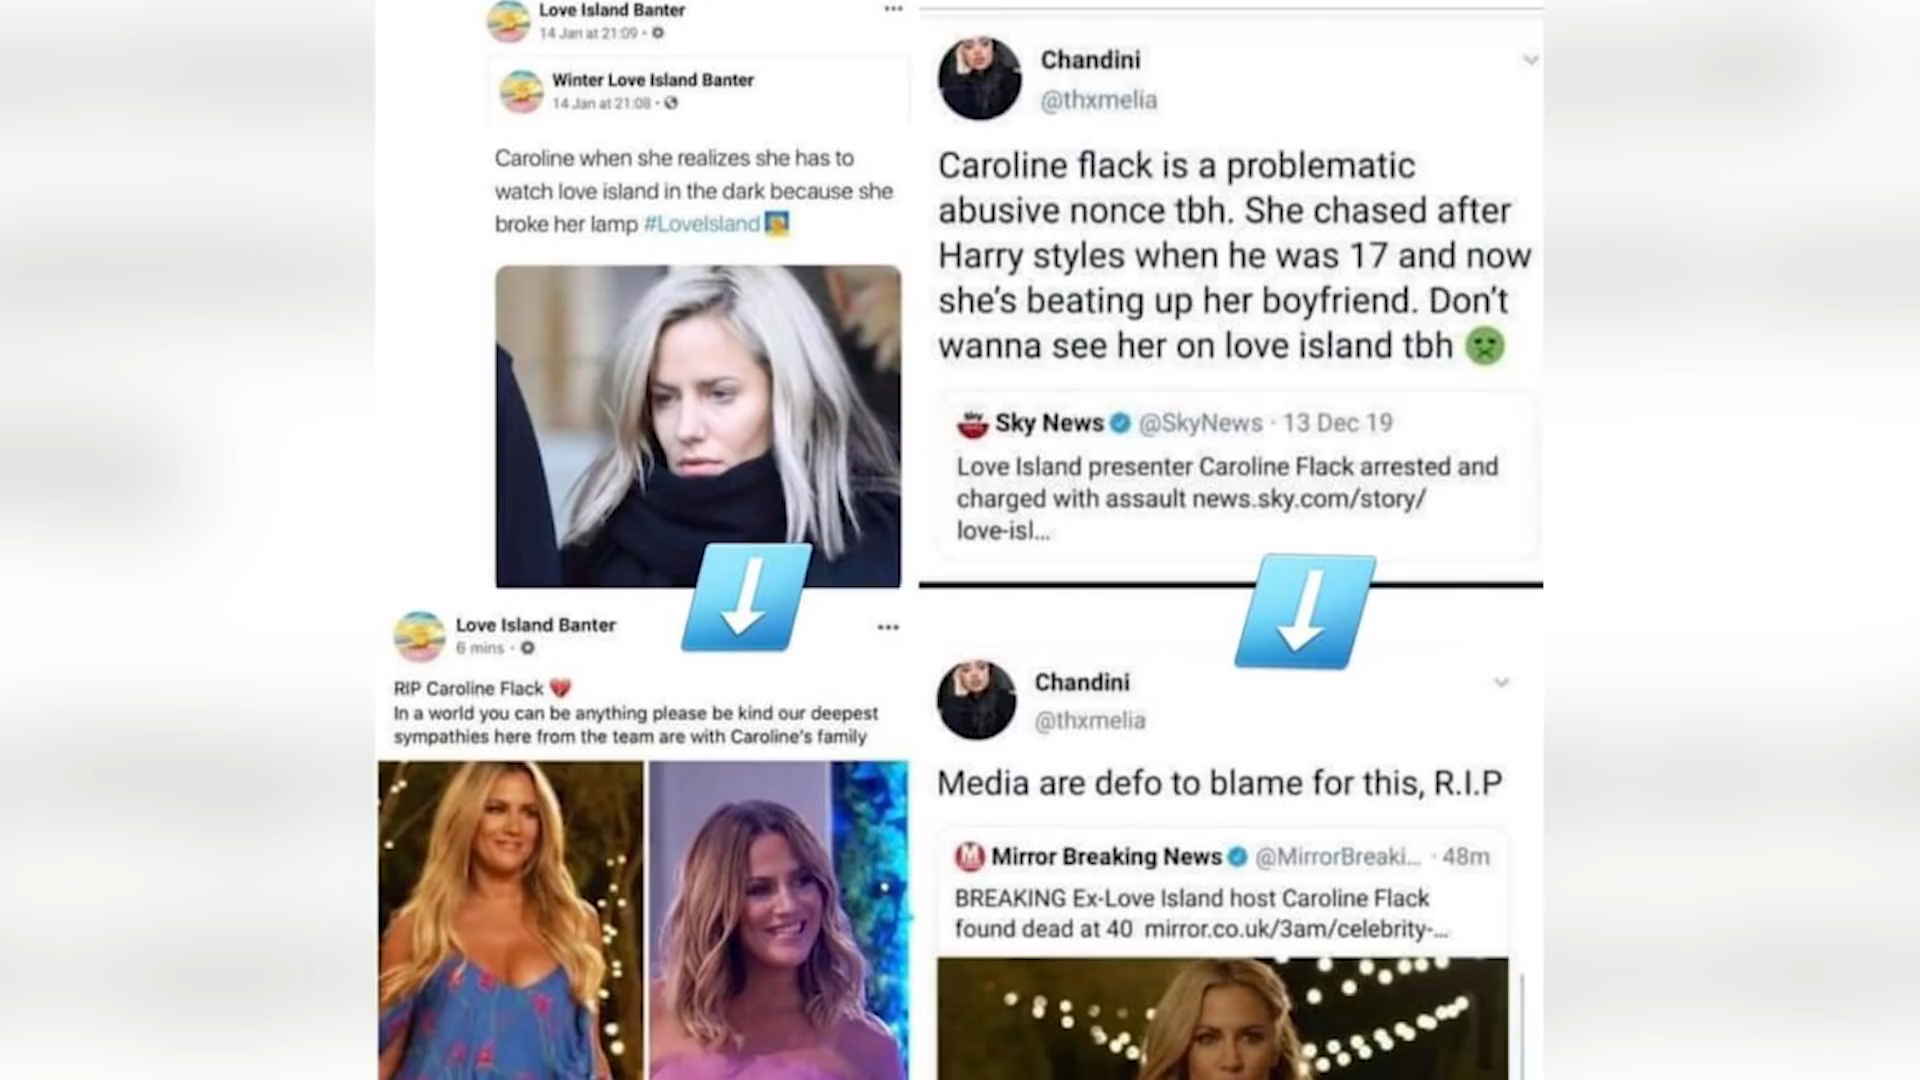 Love Island Banter
14 Jan at 21:09
Winter Love Island Banter
14 Jan at 21:08
Caroline when she realizes she has to
watch love island in the dark because she
broke her lamp #LoveIsland
Love Island Banter
6 mins
RIP Caroline Flack 💔
In a world you can be anything please be kind our deepest
sympathies here from the team are with Caroline's family
Chandini
@thxmelia
Caroline flack is a problematic
abusive nonce tbh. She chased after
Harry styles when he was 17 and now
she's beating up her boyfriend. Don't
wanna see her on love island tbh 🤢
sky
Sky News @SkyNews · 13 Dec 19
Love Island presenter Caroline Flack arrested and
charged with assault news.sky.com/story/
love-isl...
Chandini
@thxmelia
Media are defo to blame for this, R.I.P
M Mirror Breaking News @MirrorBreaki... · 48m
BREAKING Ex-Love Island host Caroline Flack
found dead at 40 mirror.co.uk/3am/celebrity-...